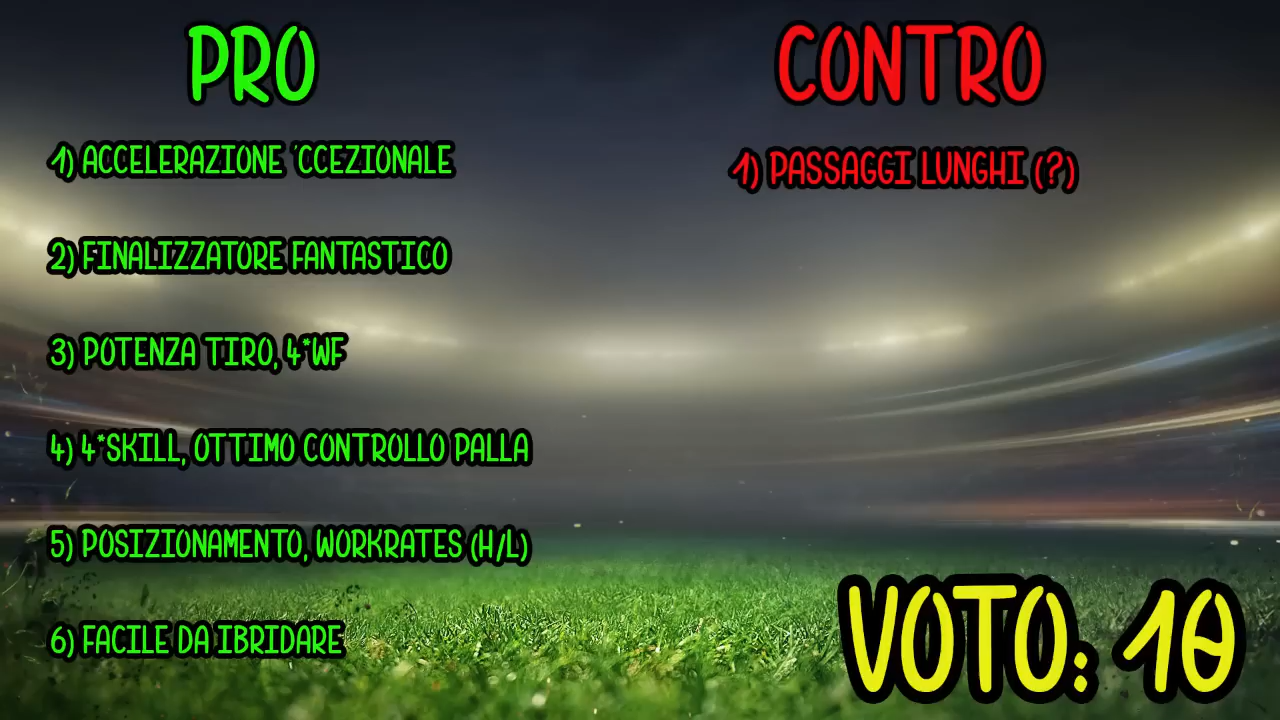 PRO
1) ACCELERAZIONE 'CCEZIONALE
2) FINALIZZATORE FANTASTICO
3) POTENZA TIRO, 4*WF
4) 4*SKILL, OTTIMO CONTROLLO PALLA
5) POSIZIONAMENTO, WORKRATES (H/L)
6) FACILE DA IBRIDARE
CONTRO
1) PASSAGGI LUNGHI (?)
VOTO: 10